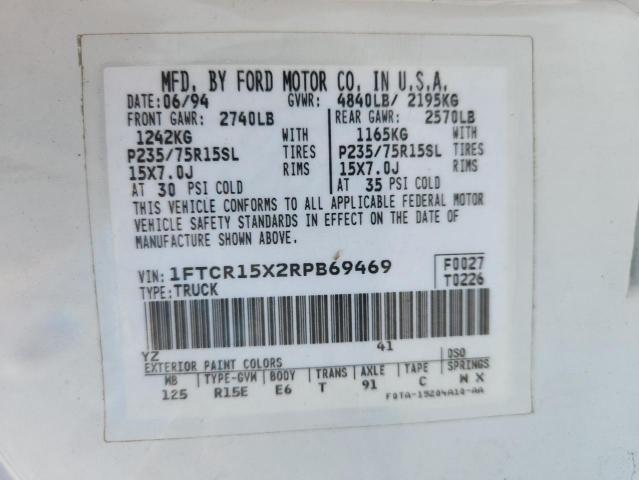 MFD. BY FORD MOTOR CO. IN U.S.A.
DATE: 06/94 GVWR: 4840LB/ 2195KG
FRONT GAWR: 2740LB REAR GAWR: 2570LB
1242KG WITH 1165KG WITH
P235/75R15SL TIRES P235/75R15SL TIRES
15X7.0J RIMS 15X7.0J RIMS
AT 30 PSI COLD AT 35 PSI COLD
THIS VEHICLE CONFORMS TO ALL APPLICABLE FEDERAL MOTOR
VEHICLE SAFETY STANDARDS IN EFFECT ON THE DATE OF
MANUFACTURE SHOWN ABOVE.
VIN: 1FTCR15X2RPB69469 F0027
TYPE: TRUCK T0226
YZ 41
EXTERIOR PAINT COLORS DSO
WB TYPE-GVW BODY TRANS AXLE TAPE SPRINGS
125 R15E E6 T 91 C W X
F0TA-15204A10-AA